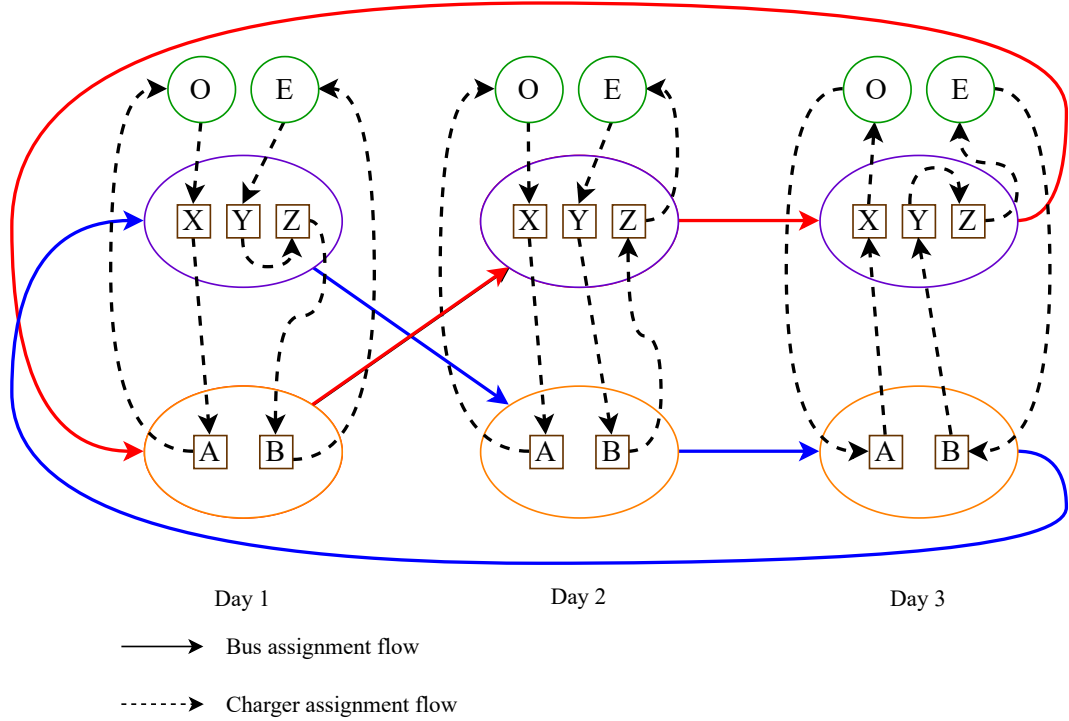 O E O E O E
X Y Z X Y Z X Y Z
A B A B A B
Day 1 Day 2 Day 3
Bus assignment flow
Charger assignment flow